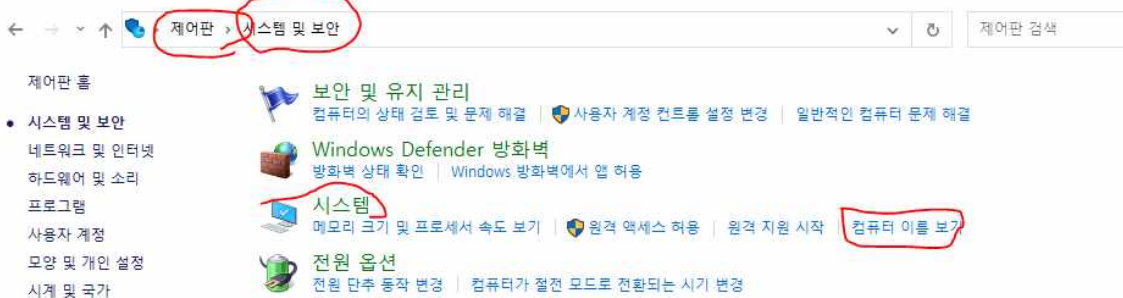 제어판 › 시스템 및 보안
제어판 검색
제어판 홈
시스템 및 보안
네트워크 및 인터넷
하드웨어 및 소리
프로그램
사용자 계정
모양 및 개인 설정
시계 및 국가
보안 및 유지 관리
컴퓨터의 상태 검토 및 문제 해결 | 사용자 계정 컨트롤 설정 변경 | 일반적인 컴퓨터 문제 해결
Windows Defender 방화벽
방화벽 상태 확인 | Windows 방화벽에서 앱 허용
시스템
메모리 크기 및 프로세서 속도 보기 | 원격 액세스 허용 | 원격 지원 시작 | 컴퓨터 이름 보기
전원 옵션
전원 단추 동작 변경 | 컴퓨터가 절전 모드로 전환되는 시기 변경